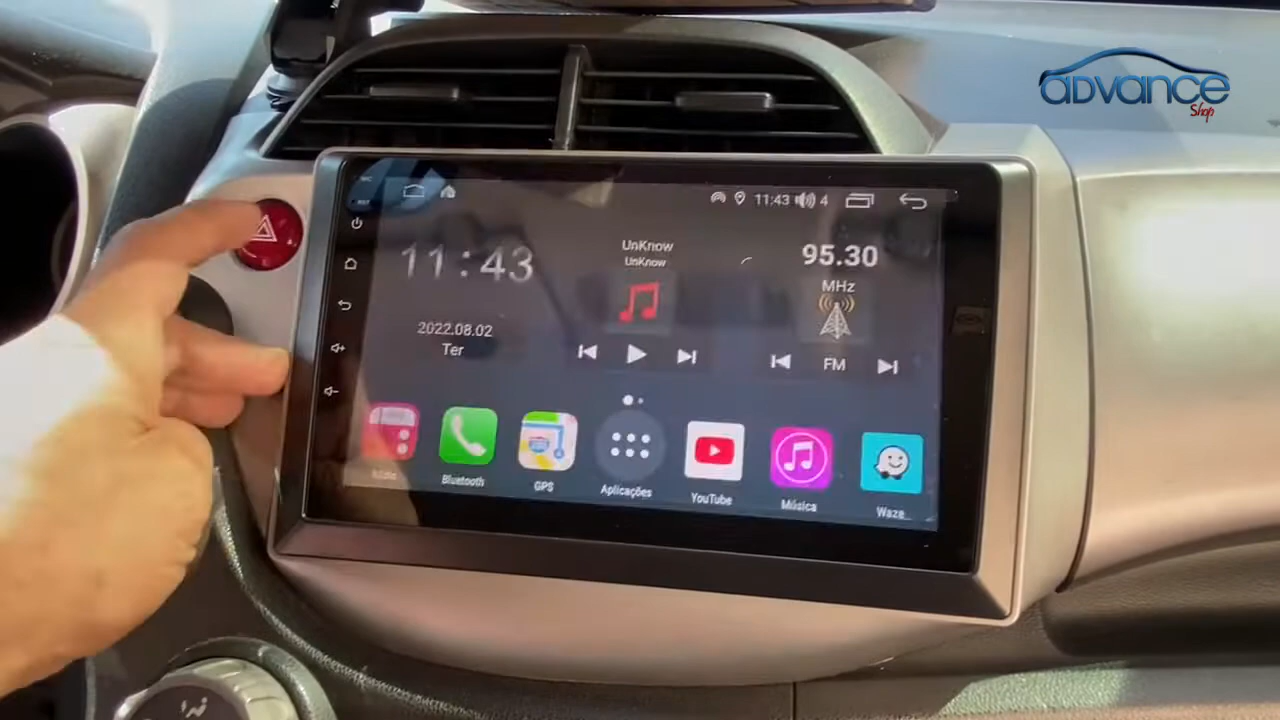 aDVance
Shop
11:43 4
11:43
2022.08.02
Ter
UnKnow
UnKnow
95.30
MHz
FM
Rádio
Bluetooth
GPS
Aplicações
YouTube
Música
Waze